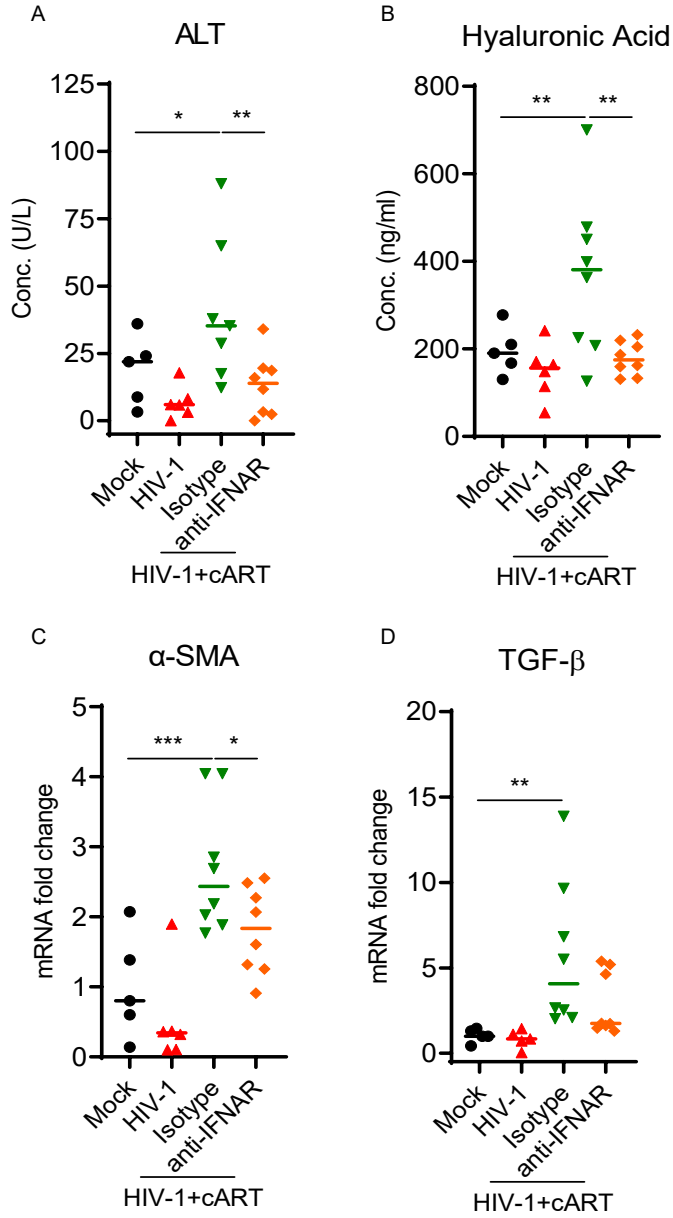 A
ALT
Conc. (U/L)
125
100
75
50
25
0
* **
Mock
HIV-1
Isotype
anti-IFNAR
HIV-1+cART
B
Hyaluronic Acid
Conc. (ng/ml)
800
600
400
200
0
** **
Mock
HIV-1
Isotype
anti-IFNAR
HIV-1+cART
C
α-SMA
mRNA fold change
5
4
3
2
1
0
*** *
Mock
HIV-1
Isotype
anti-IFNAR
HIV-1+cART
D
TGF-β
mRNA fold change
20
15
10
5
0
**
Mock
HIV-1
Isotype
anti-IFNAR
HIV-1+cART